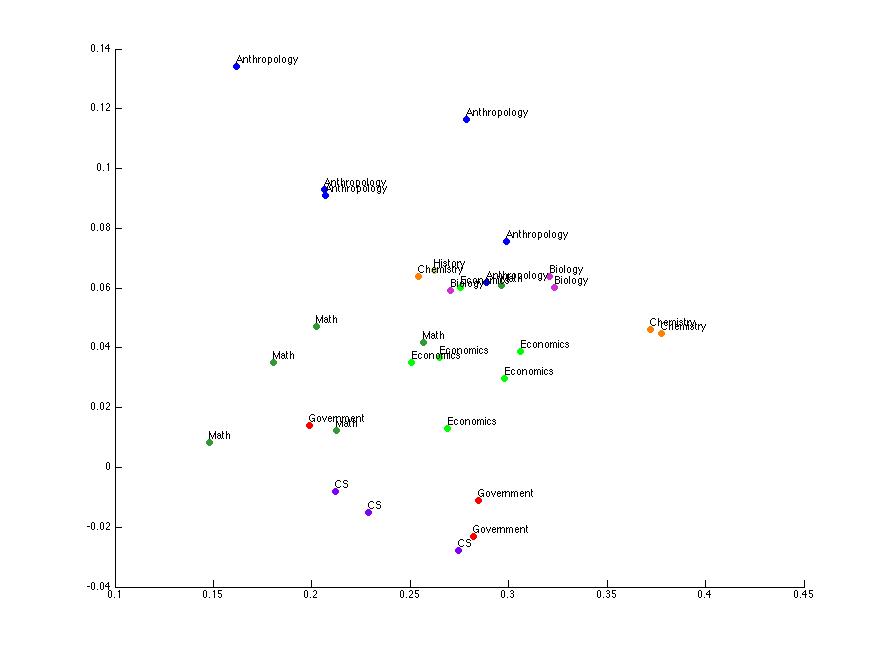 0.14
Anthropology
0.12
Anthropology
0.1
Anthropology
Anthropology
0.08
Anthropology
History
Chemistry
Biology
Anthropology
Math
Economics
Biology
Biology
0.06
Math
Chemistry
Chemistry
Math
0.04
Economics
Economics
Economics
Math
Economics
0.02
Government
Math
Economics
Math
0
CS
Government
CS
-0.02
Government
CS
-0.04
0.1 0.15 0.2 0.25 0.3 0.35 0.4 0.45